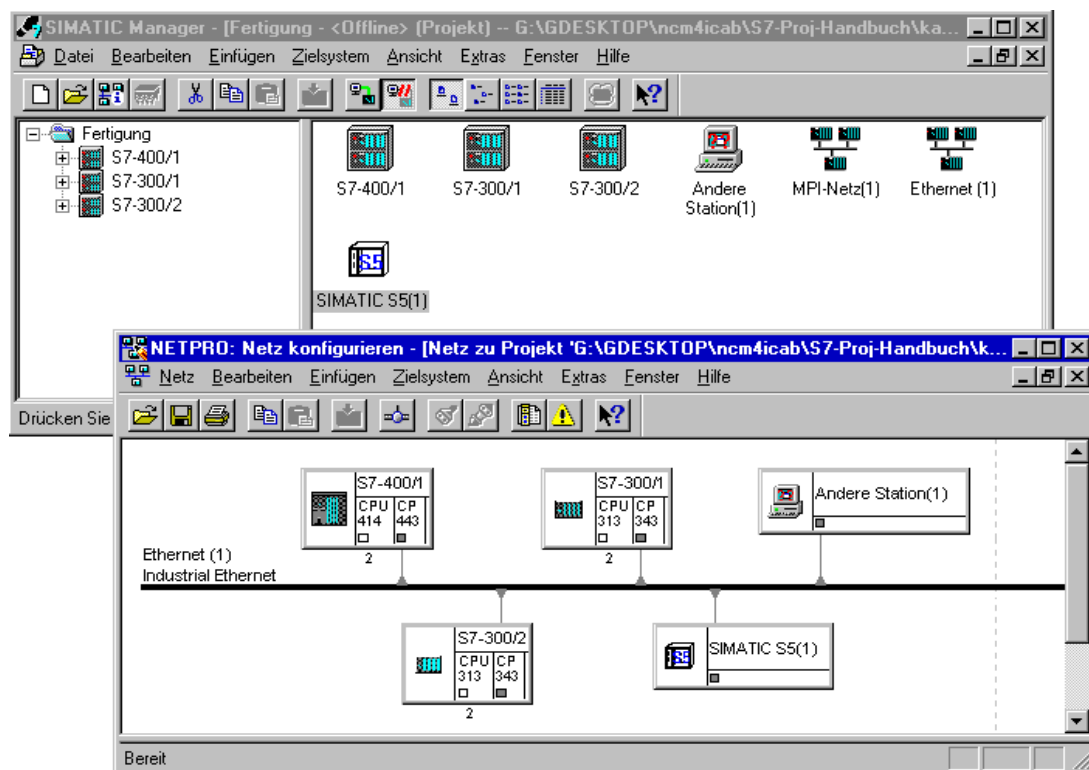 SIMATIC Manager - [Fertigung - <Offline> (Projekt) -- G:\GDESKTOP\ncm4icab\S7-Proj-Handbuch\ka...
Datei Bearbeiten Einfügen Zielsystem Ansicht Extras Fenster Hilfe
Fertigung
S7-400/1
S7-300/1
S7-300/2
S7-400/1
S7-300/1
S7-300/2
Andere
Station(1)
MPI-Netz(1)
Ethernet (1)
S5
SIMATIC S5(1)
Drücken Sie
NETPRO: Netz konfigurieren - [Netz zu Projekt 'G:\GDESKTOP\ncm4icab\S7-Proj-Handbuch\k...
Netz Bearbeiten Einfügen Zielsystem Ansicht Extras Fenster Hilfe
S7-400/1
CPU CP
414 443
2
S7-300/1
CPU CP
313 343
2
Andere Station(1)
Ethernet (1)
Industrial Ethernet
S7-300/2
CPU CP
313 343
2
S5
SIMATIC S5(1)
Bereit